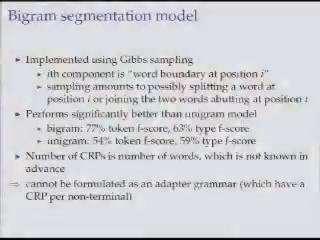 Bigram segmentation model
Implemented using Gibbs sampling
ith component is "word boundary at position i"
sampling amounts to possibly splitting a word at
position i or joining the two words abutting at position i
Performs significantly better than unigram model
bigram: 77% token f-score, 63% type f-score
unigram: 54% token f-score, 59% type f-score
Number of CRPs is number of words, which is not known in
advance
⇒ cannot be formulated as an adapter grammar (which have a
CRP per non-terminal)